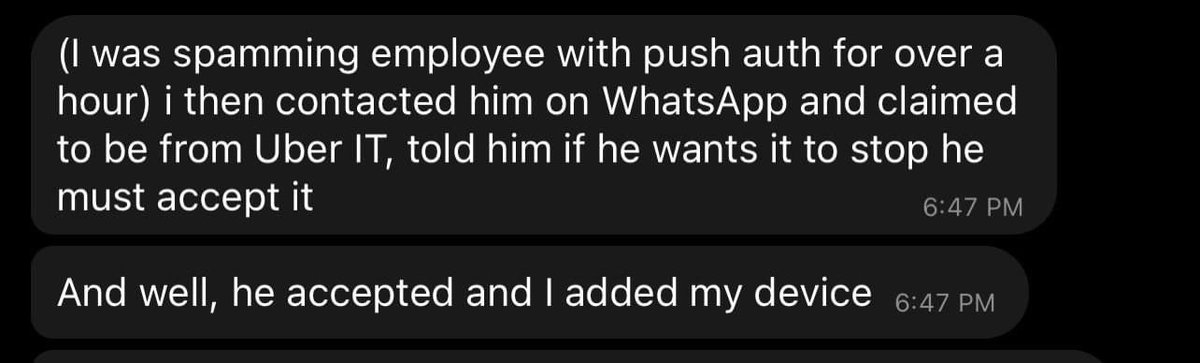 (I was spamming employee with push auth for over a
hour) i then contacted him on WhatsApp and claimed
to be from Uber IT, told him if he wants it to stop he
must accept it
6:47 PM
And well, he accepted and I added my device
6:47 PM